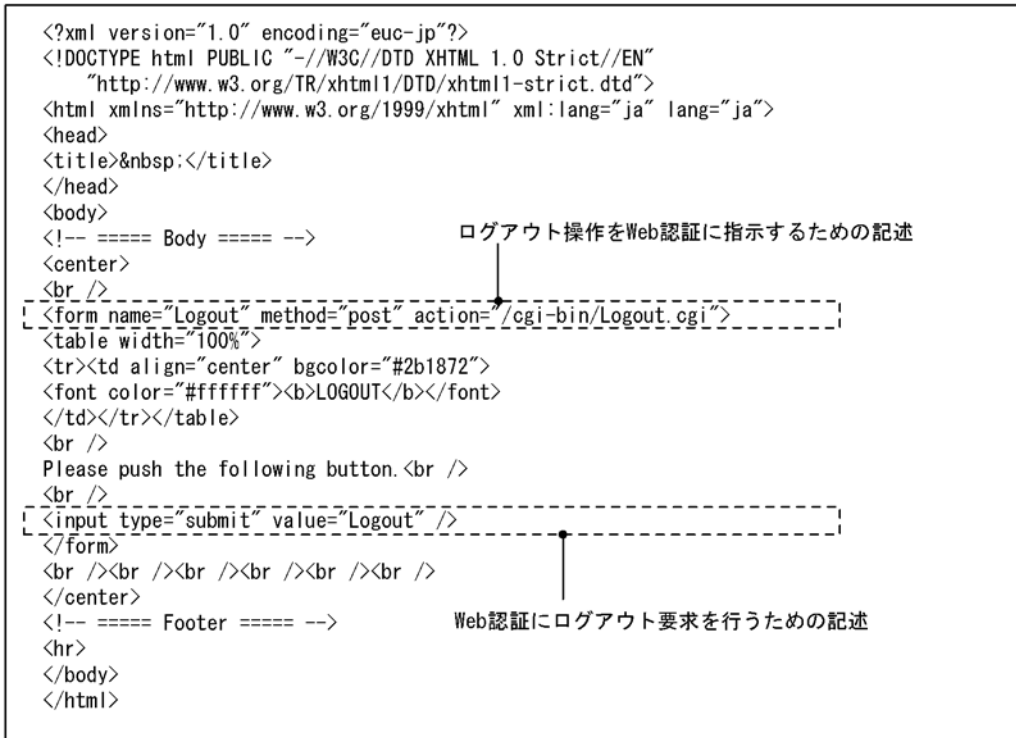 <?xml version="1.0" encoding="euc-jp"?>
<!DOCTYPE html PUBLIC "-//W3C//DTD XHTML 1.0 Strict//EN"
"http://www.w3.org/TR/xhtml1/DTD/xhtml1-strict.dtd">
<html xmlns="http://www.w3.org/1999/xhtml" xml:lang="ja" lang="ja">
<head>
<title>&nbsp;</title>
</head>
<body>
<!-- ===== Body ===== -->
ログアウト操作をWeb認証に指示するための記述
<center>
<br />
<form name="Logout" method="post" action="/cgi-bin/Logout.cgi">
<table width="100%">
<tr><td align="center" bgcolor="#2b1872">
<font color="#ffffff"><b>LOGOUT</b></font>
</td></tr></table>
<br />
Please push the following button.<br />
<br />
<input type="submit" value="Logout" />
</form>
<br /><br /><br /><br /><br /><br />
</center>
<!-- ===== Footer ===== -->
Web認証にログアウト要求を行うための記述
<hr>
</body>
</html>